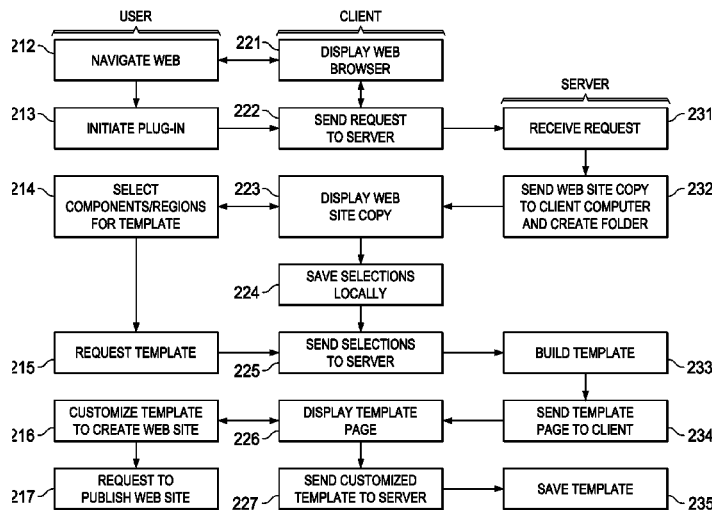 USER
CLIENT
212
NAVIGATE WEB
221
DISPLAY WEB
BROWSER
SERVER
213
INITIATE PLUG-IN
222
SEND REQUEST
TO SERVER
RECEIVE REQUEST
231
214
SELECT
COMPONENTS/REGIONS
FOR TEMPLATE
223
DISPLAY WEB
SITE COPY
SEND WEB SITE COPY
TO CLIENT COMPUTER
AND CREATE FOLDER
232
SAVE SELECTIONS
LOCALLY
224
REQUEST TEMPLATE
215
SEND SELECTIONS
TO SERVER
225
BUILD TEMPLATE
233
CUSTOMIZE TEMPLATE
TO CREATE WEB SITE
216
DISPLAY TEMPLATE
PAGE
226
SEND TEMPLATE
PAGE TO CLIENT
234
REQUEST TO
PUBLISH WEB SITE
217
SEND CUSTOMIZED
TEMPLATE TO SERVER
227
SAVE TEMPLATE
235